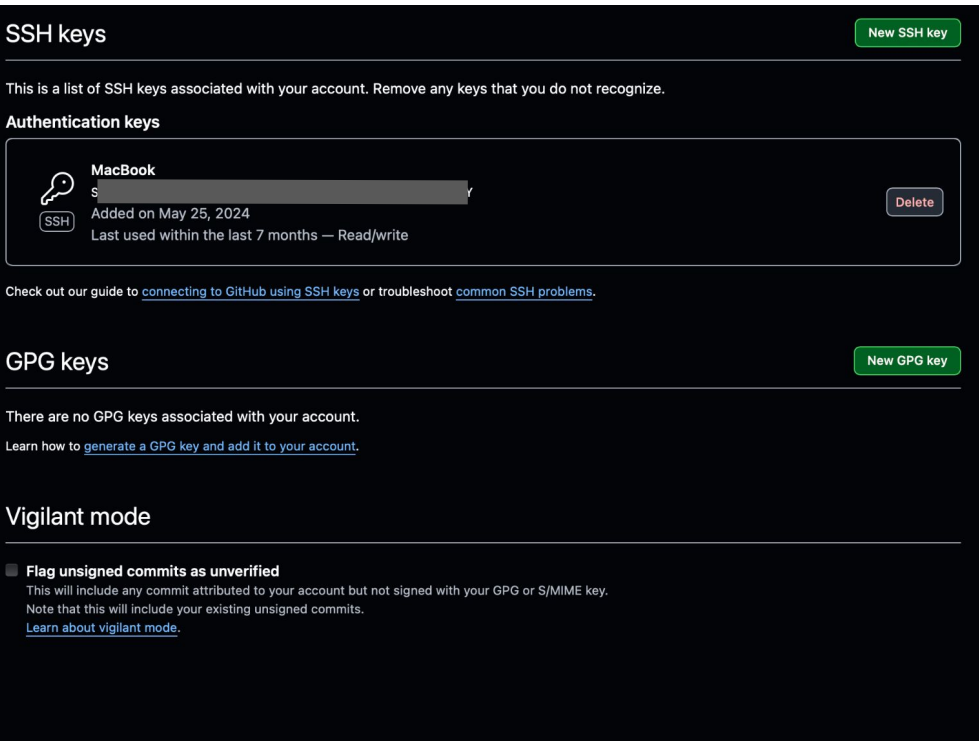 SSH keys
New SSH key
This is a list of SSH keys associated with your account. Remove any keys that you do not recognize.
Authentication keys
MacBook
SSH
Added on May 25, 2024
Last used within the last 7 months — Read/write
Delete
Check out our guide to connecting to GitHub using SSH keys or troubleshoot common SSH problems.
GPG keys
New GPG key
There are no GPG keys associated with your account.
Learn how to generate a GPG key and add it to your account.
Vigilant mode
Flag unsigned commits as unverified
This will include any commit attributed to your account but not signed with your GPG or S/MIME key.
Note that this will include your existing unsigned commits.
Learn about vigilant mode.